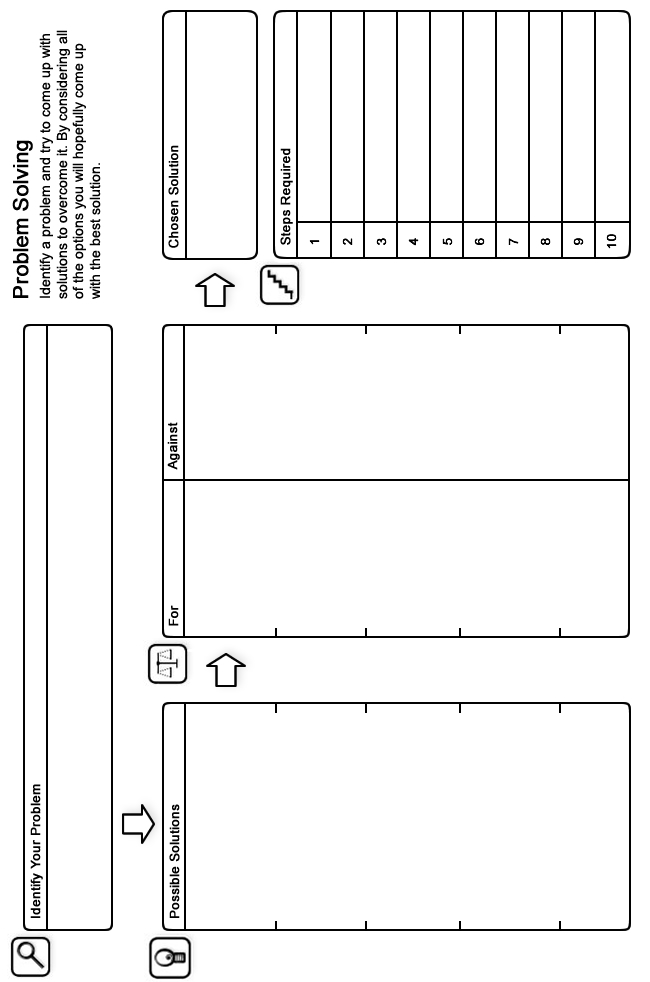 Problem Solving
Identify a problem and try to come up with
solutions to overcome it. By considering all
of the options you will hopefully come up
with the best solution.
Identify Your Problem
Possible Solutions
For
Against
Chosen Solution
Steps Required
1
2
3
4
5
6
7
8
9
10